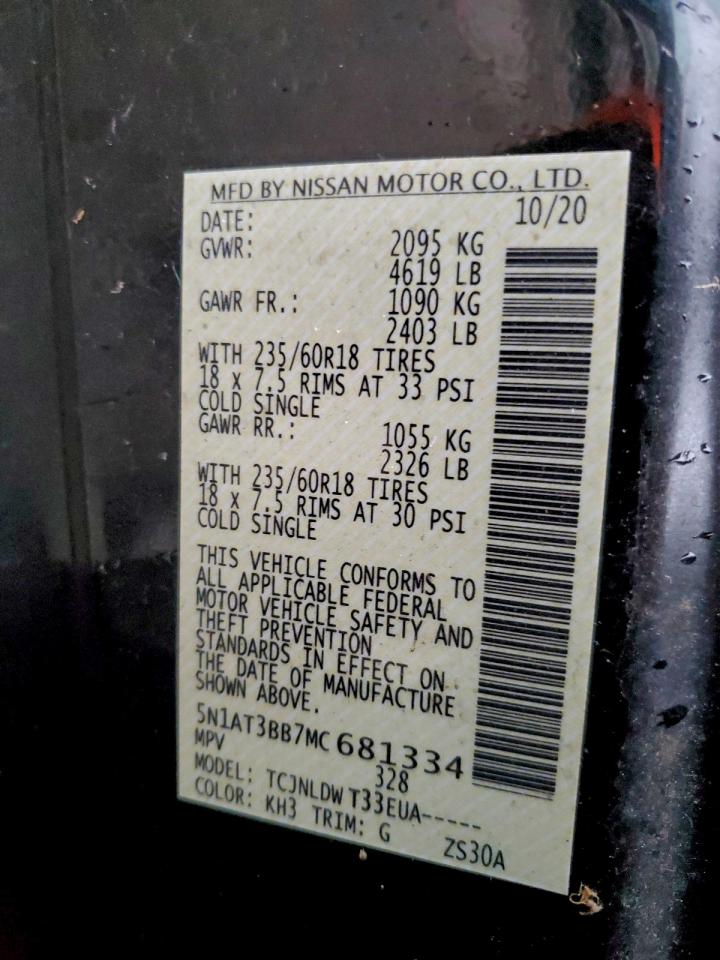 MFD BY NISSAN MOTOR CO., LTD.
DATE: 10/20
GVWR: 2095 KG
4619 LB
GAWR FR.: 1090 KG
2403 LB
WITH 235/60R18 TIRES
18 x 7.5 RIMS AT 33 PSI
COLD SINGLE
GAWR RR.: 1055 KG
2326 LB
WITH 235/60R18 TIRES
18 x 7.5 RIMS AT 30 PSI
COLD SINGLE
THIS VEHICLE CONFORMS TO
ALL APPLICABLE FEDERAL
MOTOR VEHICLE SAFETY AND
THEFT PREVENTION
STANDARDS IN EFFECT ON
THE DATE OF MANUFACTURE
SHOWN ABOVE.
5N1AT3BB7MC681334
MPV 328
MODEL: TCJNLDW T33EUA-----
COLOR: KH3 TRIM: G ZS30A